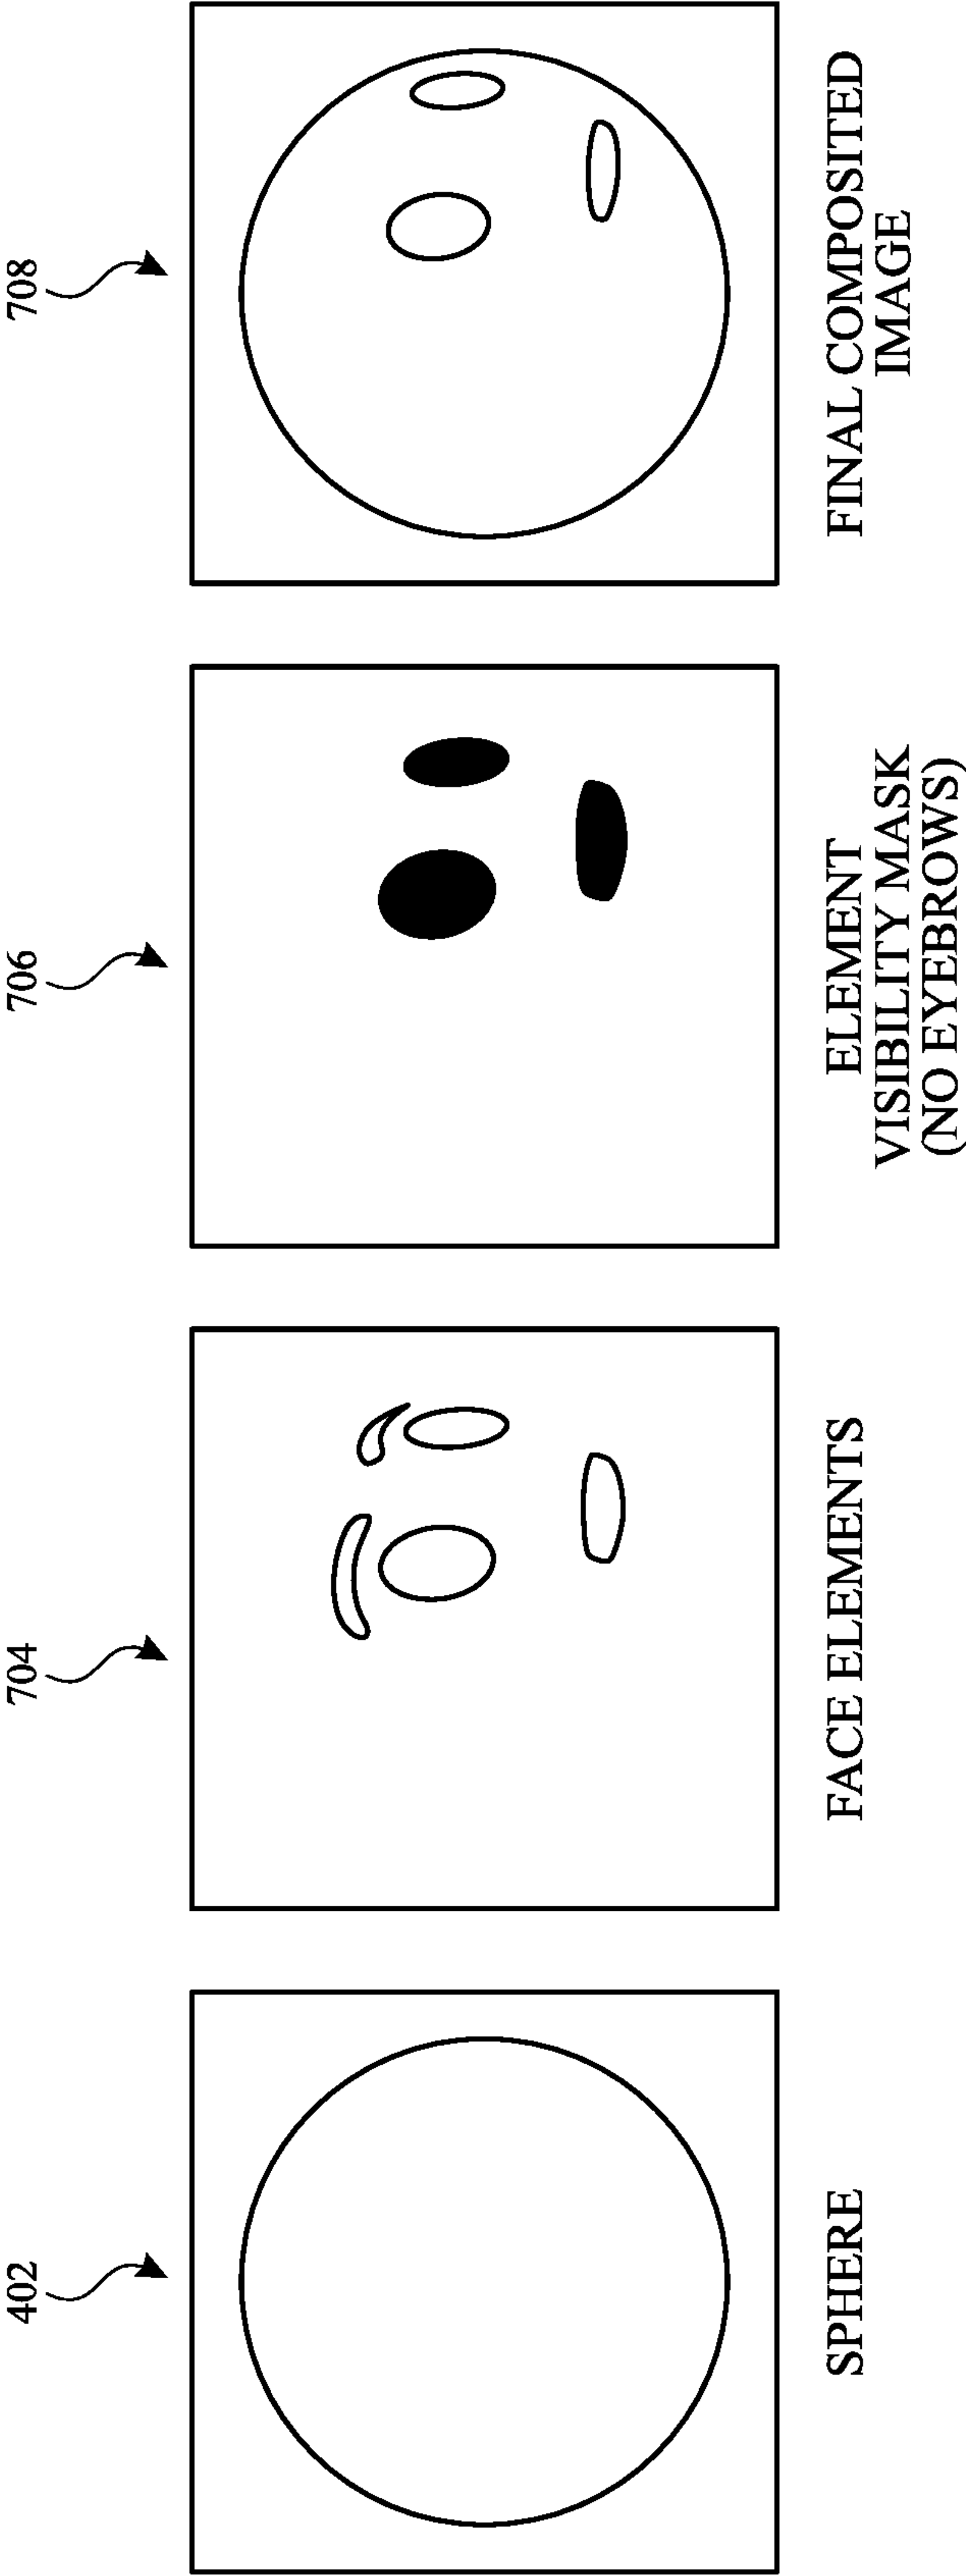 402
SPHERE
704
FACE ELEMENTS
706
ELEMENT
VISIBILITY MASK
(NO EYEBROWS)
708
FINAL COMPOSITED
IMAGE